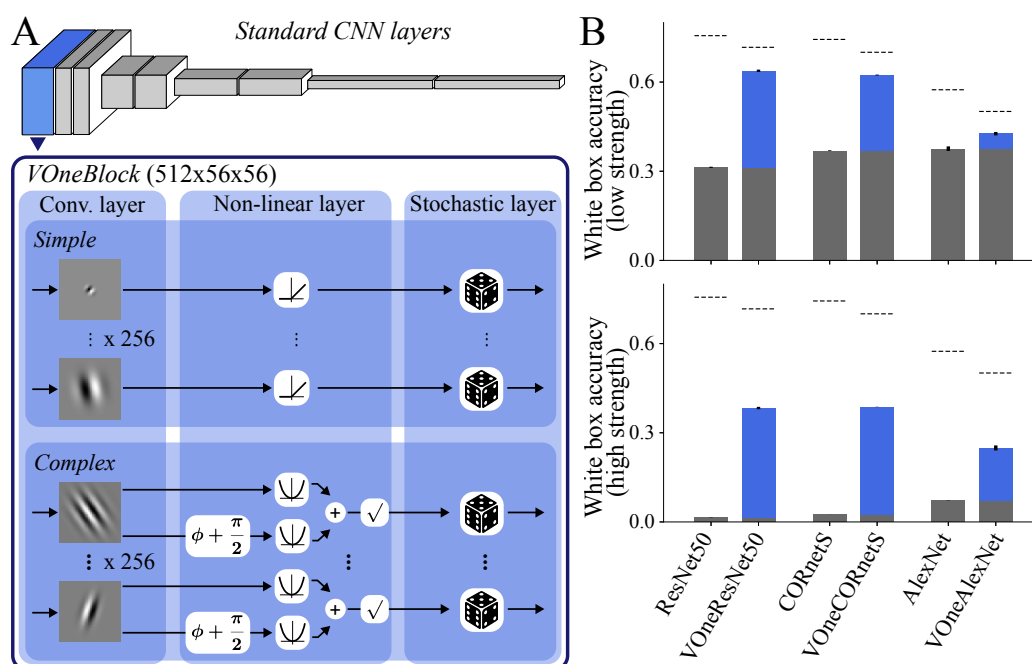 A
Standard CNN layers
VOneBlock (512x56x56)
Conv. layer
Non-linear layer
Stochastic layer
Simple
⋮ x 256
⋮
⋮
Complex
ϕ + π/2
+
√
⋮ x 256
⋮
⋮
ϕ + π/2
+
√
B
White box accuracy
(low strength)
0.6
0.3
0.0
White box accuracy
(high strength)
0.6
0.3
0.0
ResNet50
VOneResNet50
CORnetS
VOneCORnetS
AlexNet
VOneAlexNet